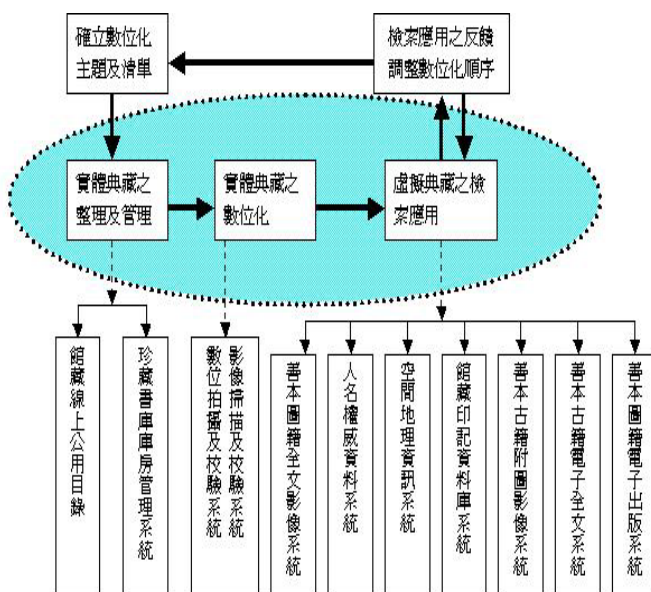 確立數位化
主題及清單
檢索應用之反饋
調整數位化順序
實體典藏之
整理及管理
實體典藏之
數位化
虛擬典藏之檢
索應用
館藏線上公用目錄
珍藏書庫庫房管理系統
影像掃描及校驗系統
數位拍攝及校驗系統
善本圖籍全文影像系統
人名權威資料系統
空間地理資訊系統
館藏印記資料庫系統
善本古籍附圖影像系統
善本古籍電子全文系統
善本圖籍電子出版系統